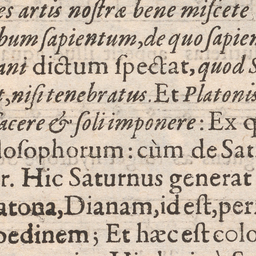 es artis nostræ bene miscete
bum sapientum, de quo sapien
ani dictum spectat, quod S
t, nisi tenebratus. Et Platonis
facere & soli imponere: Ex q
losophorum: cùm de Sat
r. Hic Saturnus generat
atona, Dianam, id est, per
pedinem; Et hæc est colo